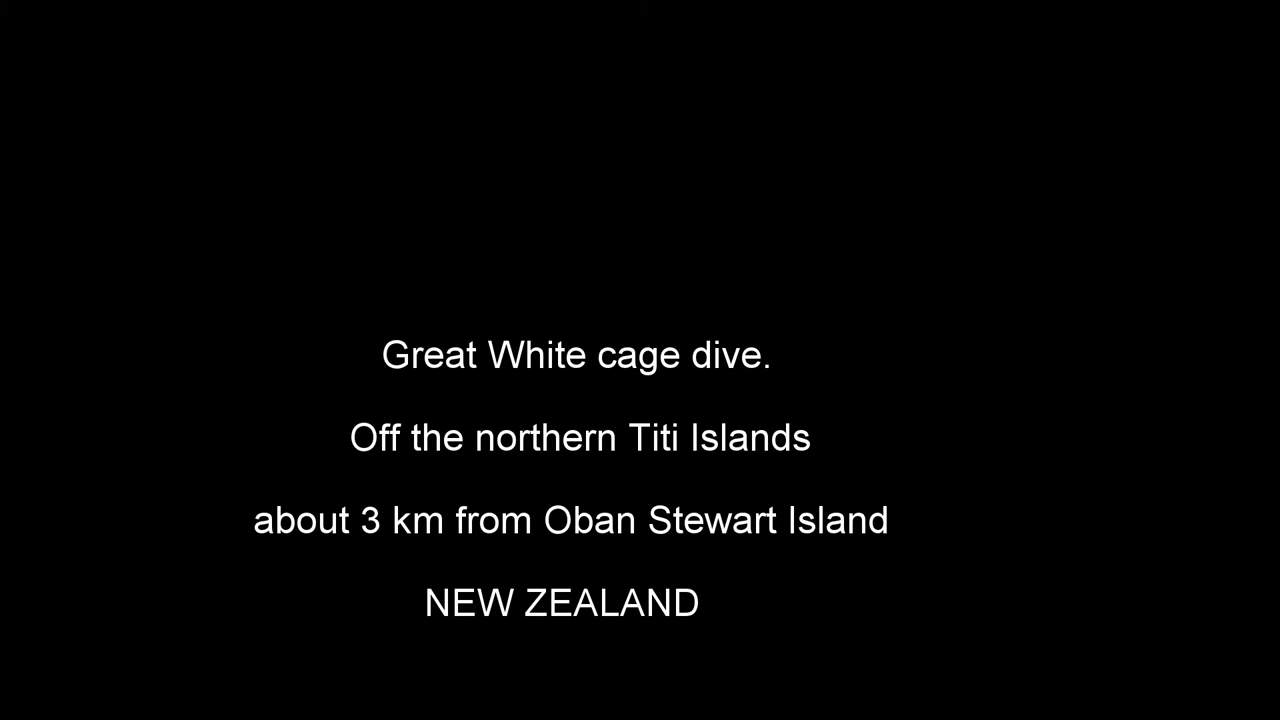 Great White cage dive.
Off the northern Titi Islands
about 3 km from Oban Stewart Island
NEW ZEALAND